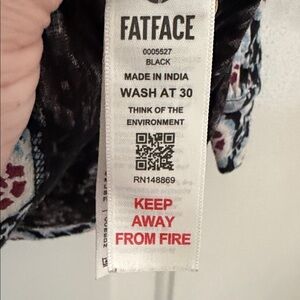 FATFACE
0005527
BLACK
MADE IN INDIA
WASH AT 30
THINK OF THE
ENVIRONMENT
RN148869
KEEP
AWAY
FROM FIRE